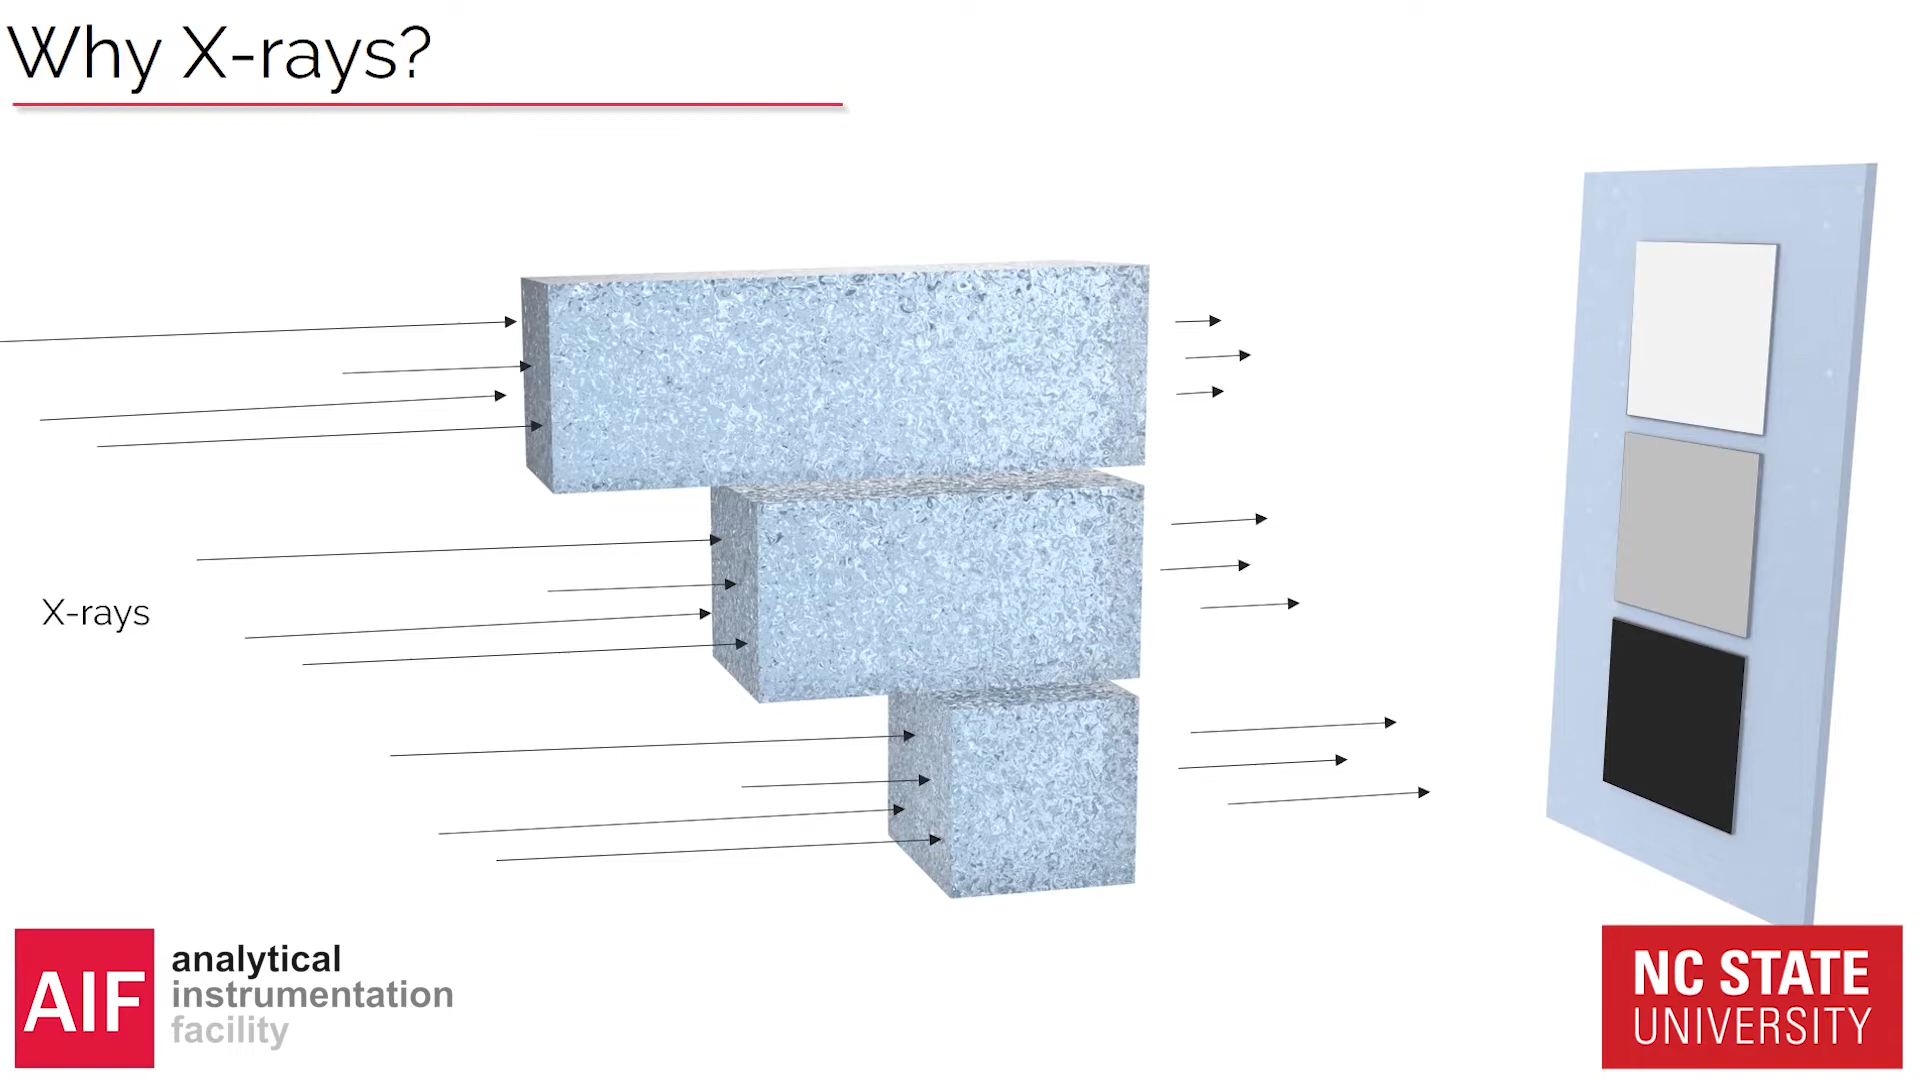 Why X-rays?
X-rays
AIF
analytical
instrumentation
facility
NC STATE
UNIVERSITY